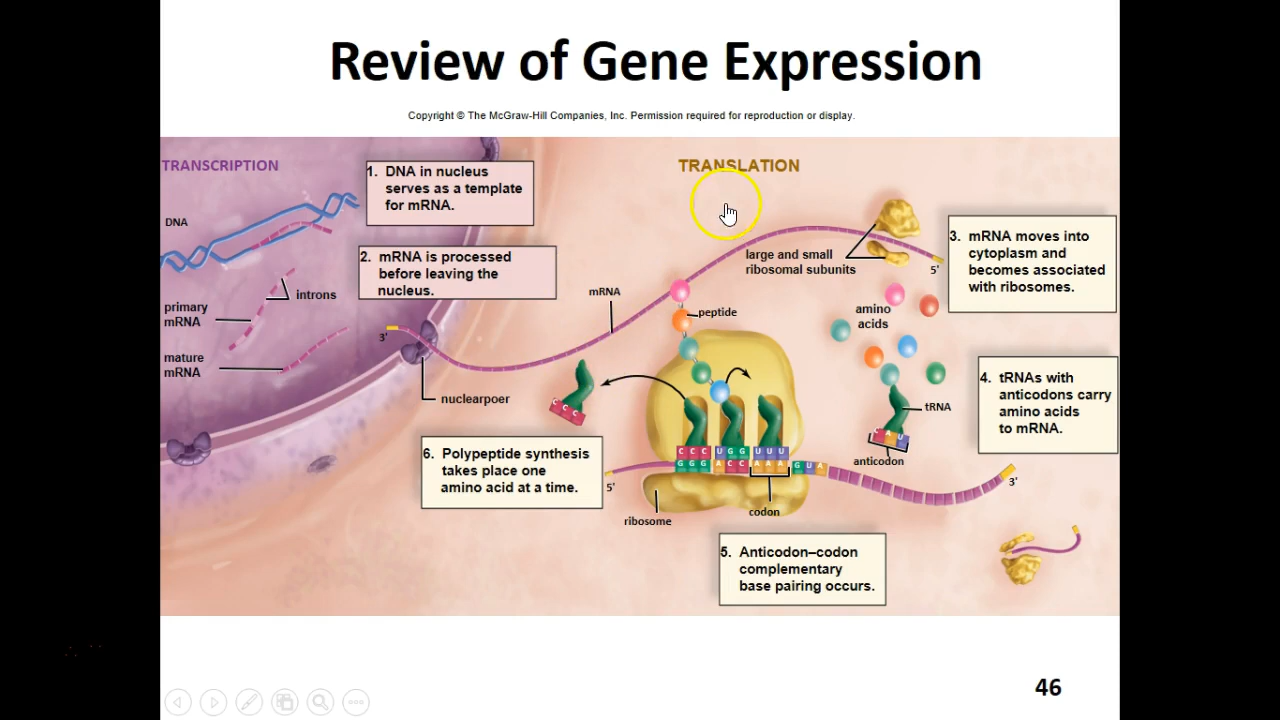 Review of Gene Expression
Copyright © The McGraw-Hill Companies, Inc. Permission required for reproduction or display.
TRANSCRIPTION
TRANSLATION
1. DNA in nucleus
serves as a template
for mRNA.
DNA
2. mRNA is processed
before leaving the
nucleus.
introns
primary
mRNA
mature
mRNA
3'
nuclearpoer
mRNA
peptide
large and small
ribosomal subunits
5'
3. mRNA moves into
cytoplasm and
becomes associated
with ribosomes.
amino
acids
4. tRNAs with
anticodons carry
amino acids
to mRNA.
tRNA
C A U
anticodon
C C C
6. Polypeptide synthesis
takes place one
amino acid at a time.
C C C U G G U U U
G G G A C C A A A G U A
5'
3'
ribosome
codon
5. Anticodon–codon
complementary
base pairing occurs.
46